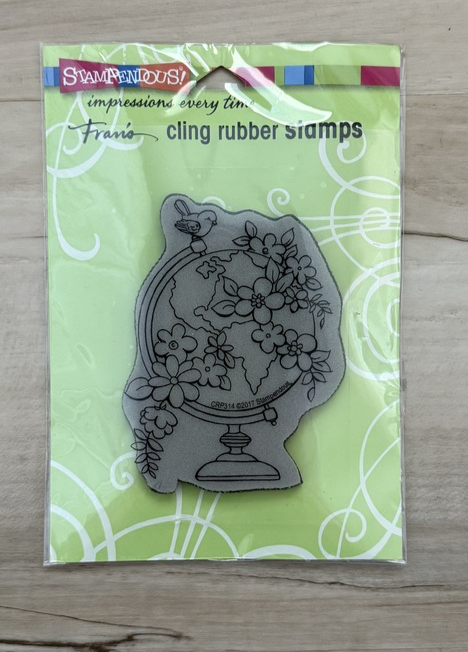 STAMPENDOUS!
impressions every time
Fran's cling rubber stamps
CRP314 ©2017 Stampendous